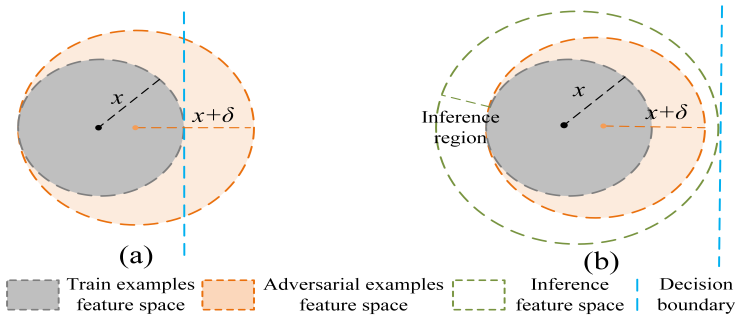 x
x+δ
(a)
x
x+δ
Inference
region
(b)
Train examples
feature space
Adversarial examples
feature space
Inference
feature space
Decision
boundary